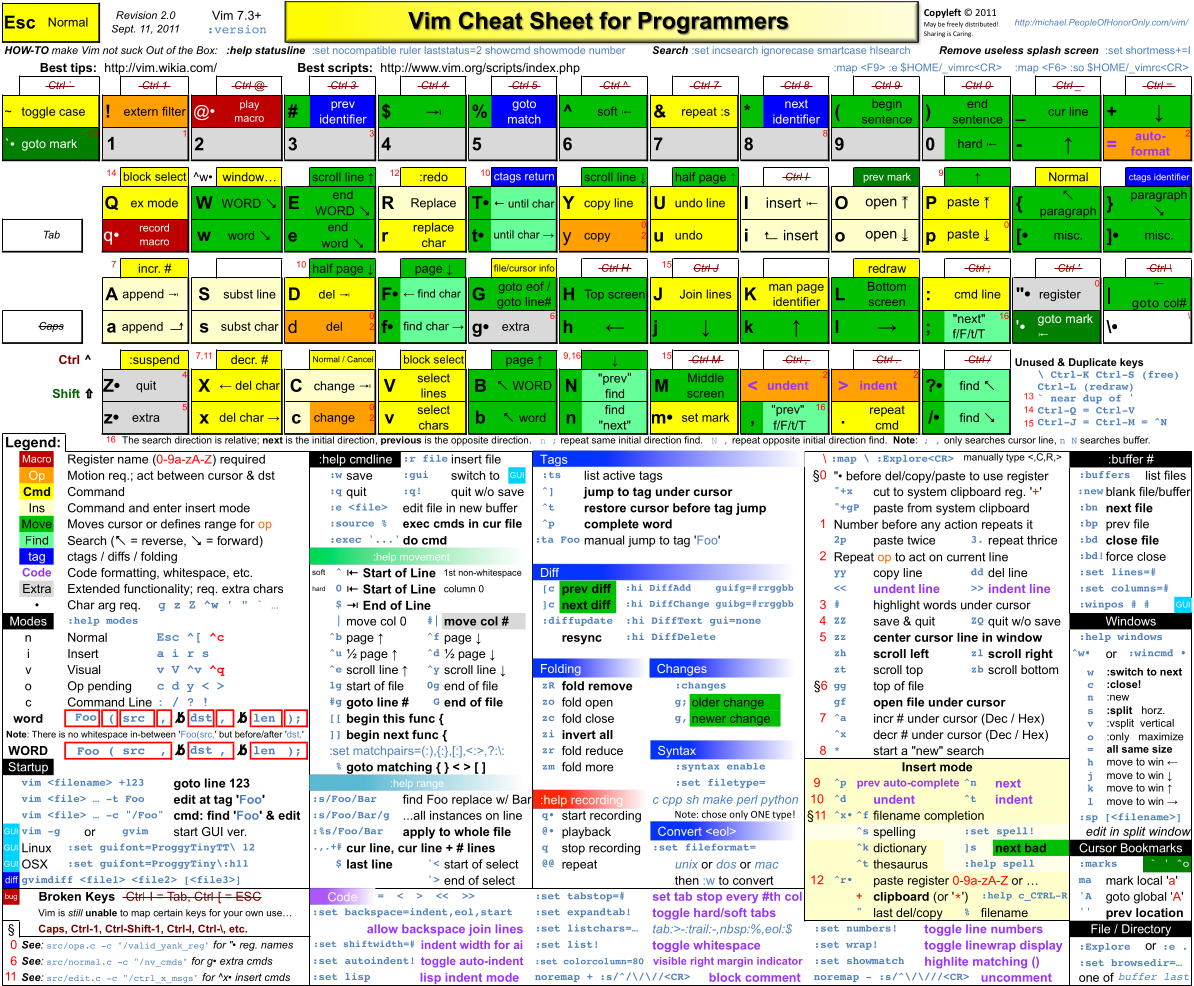 Esc Normal
Revision 2.0
Sept. 11, 2011
Vim 7.3+
:version
Vim Cheat Sheet for Programmers
Copyleft © 2011
May be freely distributed!
Sharing is Caring.
http://michael.PeopleOfHonorOnly.com/vim/
HOW-TO make Vim not suck Out of the Box: :help statusline :set nocompatible ruler laststatus=2 showcmd showmode number Search :set incsearch ignorecase smartcase hlsearch Remove useless splash screen :set shortmess+=I
Best tips: http://vim.wikia.com/ Best scripts: http://www.vim.org/scripts/index.php :map <F9> :e $HOME/_vimrc<CR> :map <F6> :so $HOME/_vimrc<CR>
Ctrl ` Ctrl 1 Ctrl @ Ctrl 3 Ctrl 4 Ctrl 5 Ctrl ^ Ctrl 7 Ctrl 8 Ctrl 9 Ctrl 0 Ctrl _ Ctrl =
~ toggle case ! extern filter @• play macro # prev identifier $ ⇥ % goto match ^ soft ⇤ & repeat :s * next identifier ( begin sentence ) end sentence _ cur line + ↓
`• goto mark 1 1 2 3 3 4 5 6 7 8 8 9 0 hard ⇤ - ↑ = auto-format 2
14 block select ^w• window… scroll line ↑ 12 :redo 10 ctags return scroll line ↓ half page ↑ Ctrl I prev mark 9 ↑ Normal ctags identifier
Q ex mode W WORD ↘ E end WORD ↘ R Replace T• ← until char Y copy line U undo line I insert ⇤ O open ⤒ P paste ⤒ { ↖ paragraph } paragraph ↘
Tab q• record macro w word ↘ e end word ↘ r replace char t• until char → y copy 0 2 u undo i insert o open ⤓ p paste ⤓ 0 [• misc. ]• misc.
7 incr. # 10 half page ↓ page ↓ file/cursor info Ctrl H 15 Ctrl J redraw Ctrl ; Ctrl ' Ctrl \
A append ⇥ S subst line D del ⇥ F• ← find char G goto eof / goto line# H Top screen J Join lines K man page identifier L Bottom screen : cmd line "• register 0 | goto col#
Caps a append s subst char d del 0 2 f• find char → g• extra 6 h ← j ↓ k ↑ l → ; "next" f/F/t/T 16 '• goto mark ⇤ \• \
Ctrl ^ :suspend 7,11 decr. # Normal / Cancel block select page ↑ 9,16 ↓ 15 Ctrl M Ctrl , Ctrl . Ctrl /
Z• quit 4 X ← del char C change ⇥ V select lines B ↖ WORD N "prev" find M Middle screen < undent 2 > indent 2 ?• find ↖
Shift ⇧ z• extra 5 x del char → c change 0 2 v select chars b ↖ word n find "next" m• set mark , "prev" f/F/t/T 16 . repeat cmd /• find ↘
Unused & Duplicate keys
\ Ctrl-K Ctrl-S (free)
Ctrl-L (redraw)
13 ` near dup of '
14 Ctrl-Q = Ctrl-V
15 Ctrl-J = Ctrl-M = ^N
16 The search direction is relative; next is the initial direction, previous is the opposite direction. n ; repeat same initial direction find. N , repeat opposite direction find. Note: ; , only searches cursor line, n N searches buffer.
Legend:
Macro Register name (0-9a-zA-Z) required
Op Motion req.; act between cursor & dst
Cmd Command
Ins Command and enter insert mode
Move Moves cursor or defines range for op
Find Search (↖ = reverse, ↘ = forward)
tag ctags / diffs / folding
Code Code formatting, whitespace, etc.
Extra Extended functionality; req. extra chars
• Char arg req. g z Z ^w ' " ` …
Modes :help modes
n Normal Esc ^[ ^c
i Insert a i r s
v Visual v V ^v ^q
o Op pending c d y < >
c Command Line : / ? !
word Foo ( src , ƀ dst , ƀ len );
Note: There is no whitespace in-between 'Foo(src,' but before/after 'dst,'
WORD Foo ( src , ƀ dst , ƀ len );
Startup
vim <filename> +123 goto line 123
vim <file> … -t Foo edit at tag 'Foo'
vim <file> … -c "/Foo" cmd: find 'Foo' & edit
GUI vim -g or gvim start GUI ver.
GUI Linux :set guifont=ProggyTinyTT\ 12
GUI OSX :set guifont=ProggyTiny\:h11
diff gvimdiff <file1> <file2> [<file3>]
bug Broken Keys Ctrl-I = Tab, Ctrl-[ = ESC
Vim is still unable to map certain keys for your own use…
§ Caps, Ctrl-1, Ctrl-Shift-1, Ctrl-I, Ctrl-\, etc.
0 See: src/ops.c -c "/valid_yank_reg' for "• reg. names
6 See: src/normal.c -c "/nv_cmds" for g• extra cmds
11 See: src/edit.c -c "/ctrl_x_msgs" for ^x• insert cmds
:help cmdline :r file insert file
:w save :gui switch to GUI
:q quit :q! quit w/o save
:e <file> edit file in new buffer
:source % exec cmds in cur file
:exec '...' do cmd
:help movement
soft ^ ⇤ Start of Line 1st non-whitespace
hard 0 ⇤ Start of Line column 0
$ ⇥ End of Line
| move col 0 #| move col #
^b page ↑ ^f page ↓
^u ½ page ↑ ^d ½ page ↓
^e scroll line ↑ ^y scroll line ↓
1g start of file 0g end of file
#g goto line # G end of file
[[ begin this func {
]] begin next func {
:set matchpairs=(:),{:},[:],<:>,?:\:
% goto matching { } < > [ ]
:help range
:s/Foo/Bar find Foo replace w/ Bar
:s/Foo/Bar/g ...all instances on line
:%s/Foo/Bar/ apply to whole file
.,.+# cur line, cur line + # lines
$ last line '< start of select
'> end of select
Tags
:ts list active tags
^] jump to tag under cursor
^t restore cursor before tag jump
^p complete word
:ta Foo manual jump to tag 'Foo'
Diff
[c prev diff :hi DiffAdd guifg=#rrggbb
]c next diff :hi DiffChange guibg=#rrggbb
:diffupdate :hi DiffText gui=none
resync :hi DiffDelete
Folding
zR fold remove
zo fold open
zc fold close
zi invert all
zr fold reduce
zm fold more
:help recording
q• start recording
@• playback
q stop recording
@@ repeat
Changes
:changes
g; older change
g, newer change
Syntax
:syntax enable
:set filetype=
c cpp sh make perl python
Note: chose only ONE type!
Convert <eol>
:set fileformat=
unix or dos or mac
then :w to convert
Code = < > << >>
:set backspace=indent,eol,start
allow backspace join lines
:set shiftwidth=# indent width for ai
:set autoindent! toggle auto-indent
:set lisp lisp indent mode
:set tabstop=# set tab stop every #th col
:set expandtab! toggle hard/soft tabs
:set listchars=… tab:>-:trail:-,nbsp:%,eol:$
:set list! toggle whitespace
:set colorcolumn=80 visible right margin indicator
noremap + :s/^/\/\//<CR> block comment
\ :map \ :Explore<CR> manually type <,C,R,>
§0 "• before del/copy/paste to use register
"+x cut to system clipboard reg. '+'
"+gP paste from system clipboard
1 Number before any action repeats it
2p paste twice 3. repeat thrice
2 Repeat op to act on current line
yy copy line dd del line
<< undent line >> indent line
3 # highlight words under cursor
4 ZZ save & quit ZQ quit w/o save
5 zz center cursor line in window
zh scroll left zl scroll right
zt scroll top zb scroll bottom
§6 gg top of file
gf open file under cursor
7 ^a incr # under cursor (Dec / Hex)
^x decr # under cursor (Dec / Hex)
8 * start a "new" search
Insert mode
9 ^p prev auto-complete ^n next
10 ^d undent ^t indent
§11 ^x• ^f filename completion
^s spelling :set spell!
^k dictionary ]s next bad
^t thesaurus :help spell
12 ^r• paste register 0-9a-zA-Z or …
+ clipboard (or '*') :help c_CTRL-R
" last del/copy % filename
:set numbers! toggle line numbers
:set wrap! toggle linewrap display
:set showmatch highlite matching ()
noremap - :s/^\/\///<CR> uncomment
:buffer #
:buffers list files
:new blank file/buffer
:bn next file
:bp prev file
:bd close file
:bd! force close
:set lines=#
:set columns=#
:winpos # # GUI
Windows
:help windows
^w• or :wincmd •
w :switch to next
c :close!
n :new
s :split horz.
v :vsplit vertical
o :only maximize
= all same size
h move to win ←
j move to win ↓
k move to win ↑
l move to win →
:sp [<filename>]
edit in split window
Cursor Bookmarks
:marks ` ' ^o
ma mark local 'a'
'A goto global 'A'
'' prev location
File / Directory
:Explore or :e .
:set browsedir=…
one of buffer last